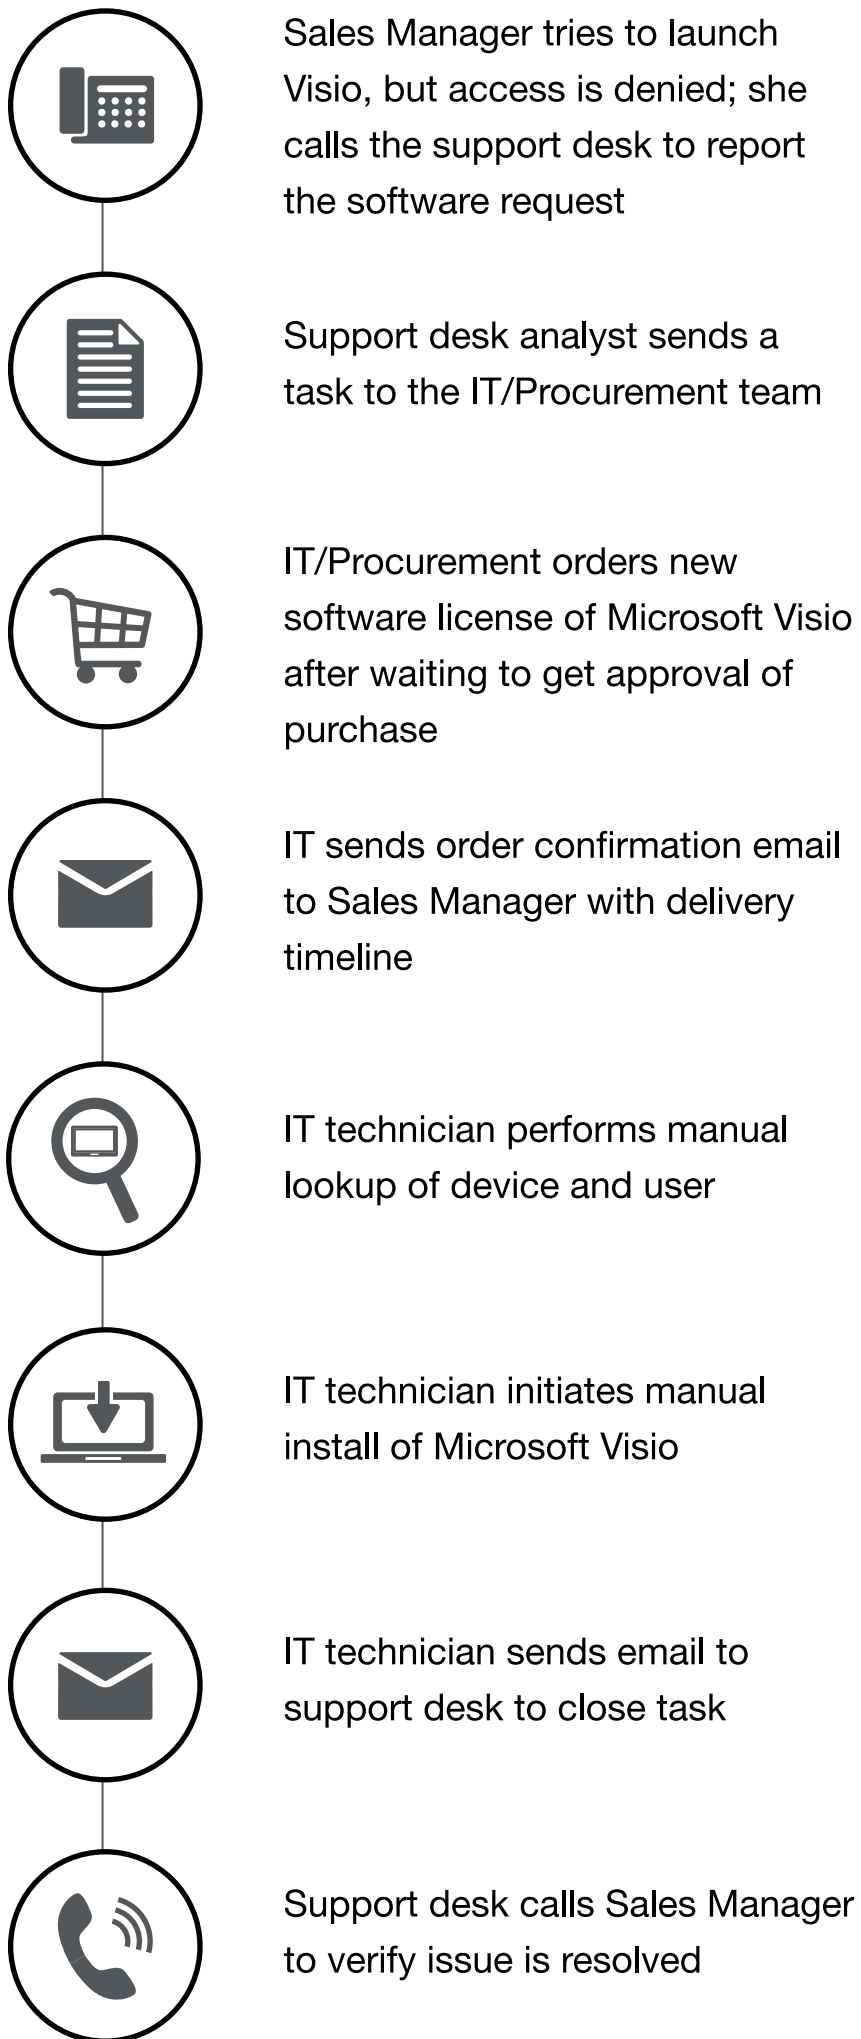 Sales Manager tries to launch
Visio, but access is denied; she
calls the support desk to report
the software request
Support desk analyst sends a
task to the IT/Procurement team
IT/Procurement orders new
software license of Microsoft Visio
after waiting to get approval of
purchase
IT sends order confirmation email
to Sales Manager with delivery
timeline
IT technician performs manual
lookup of device and user
IT technician initiates manual
install of Microsoft Visio
IT technician sends email to
support desk to close task
Support desk calls Sales Manager
to verify issue is resolved